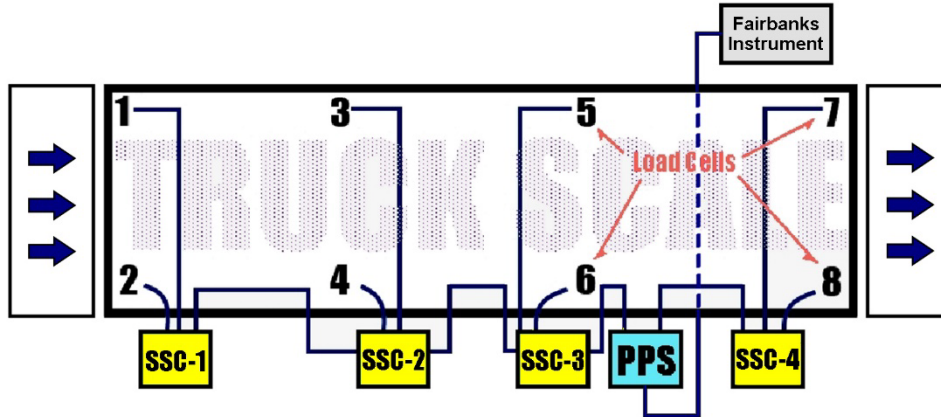 Fairbanks
Instrument
1 3 5 7
TRUCK SCALE
Load Cells
2 4 6 8
SSC-1 SSC-2 SSC-3 PPS SSC-4